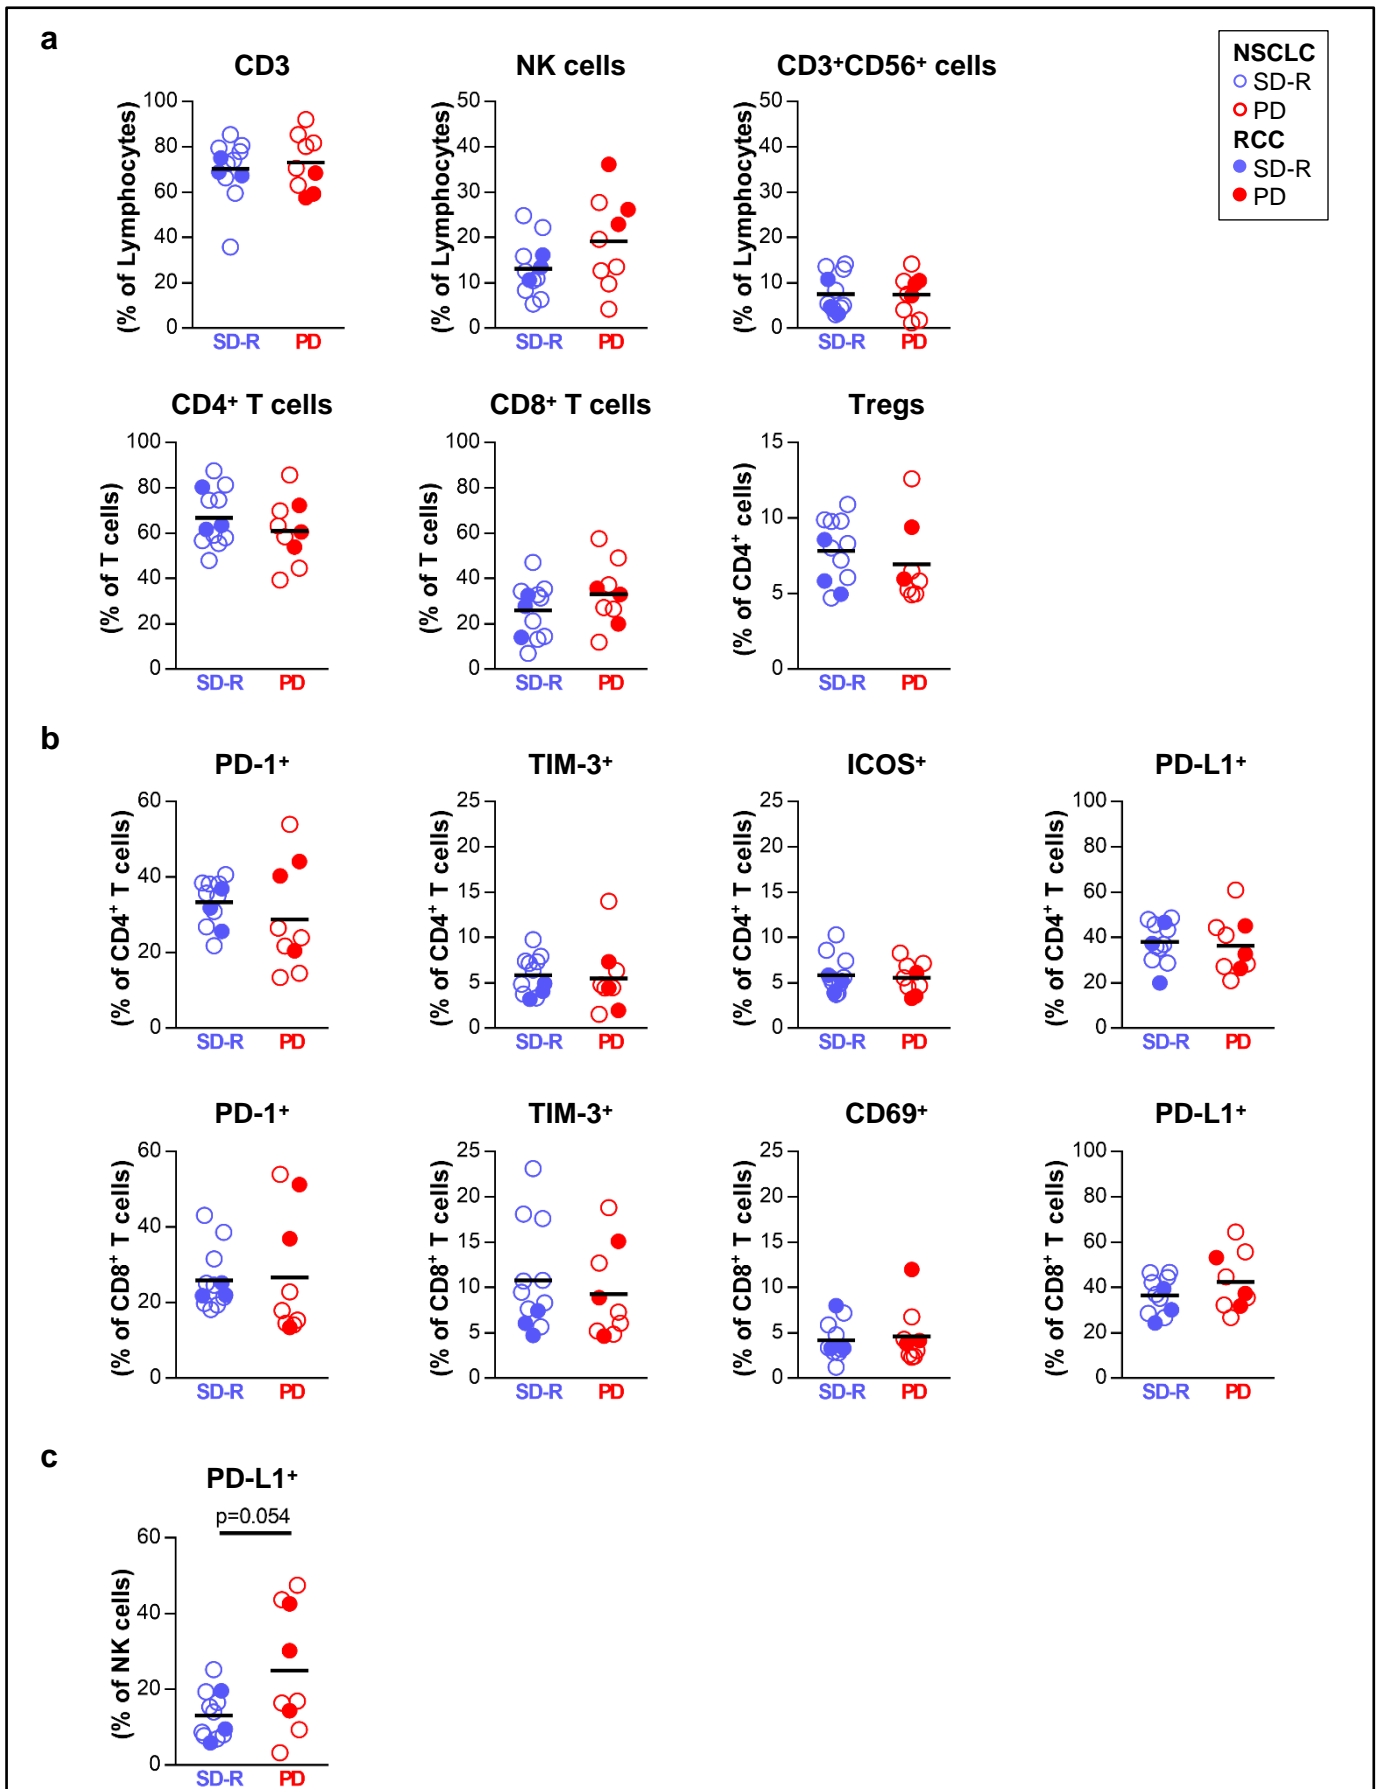 a
CD3
NK cells
CD3⁺CD56⁺ cells
NSCLC
SD-R
PD
RCC
SD-R
PD
(% of Lymphocytes)
100
80
60
40
20
0
SD-R PD
(% of Lymphocytes)
50
40
30
20
10
0
SD-R PD
(% of Lymphocytes)
50
40
30
20
10
0
SD-R PD
CD4⁺ T cells
CD8⁺ T cells
Tregs
(% of T cells)
100
80
60
40
20
0
SD-R PD
(% of T cells)
100
80
60
40
20
0
SD-R PD
(% of CD4⁺ cells)
15
10
5
0
SD-R PD
b
PD-1⁺
TIM-3⁺
ICOS⁺
PD-L1⁺
(% of CD4⁺ T cells)
60
40
20
0
SD-R PD
(% of CD4⁺ T cells)
25
20
15
10
5
0
SD-R PD
(% of CD4⁺ T cells)
25
20
15
10
5
0
SD-R PD
(% of CD4⁺ T cells)
100
80
60
40
20
0
SD-R PD
PD-1⁺
TIM-3⁺
CD69⁺
PD-L1⁺
(% of CD8⁺ T cells)
60
40
20
0
SD-R PD
(% of CD8⁺ T cells)
25
20
15
10
5
0
SD-R PD
(% of CD8⁺ T cells)
25
20
15
10
5
0
SD-R PD
(% of CD8⁺ T cells)
100
80
60
40
20
0
SD-R PD
c
PD-L1⁺
p=0.054
(% of NK cells)
60
40
20
0
SD-R PD